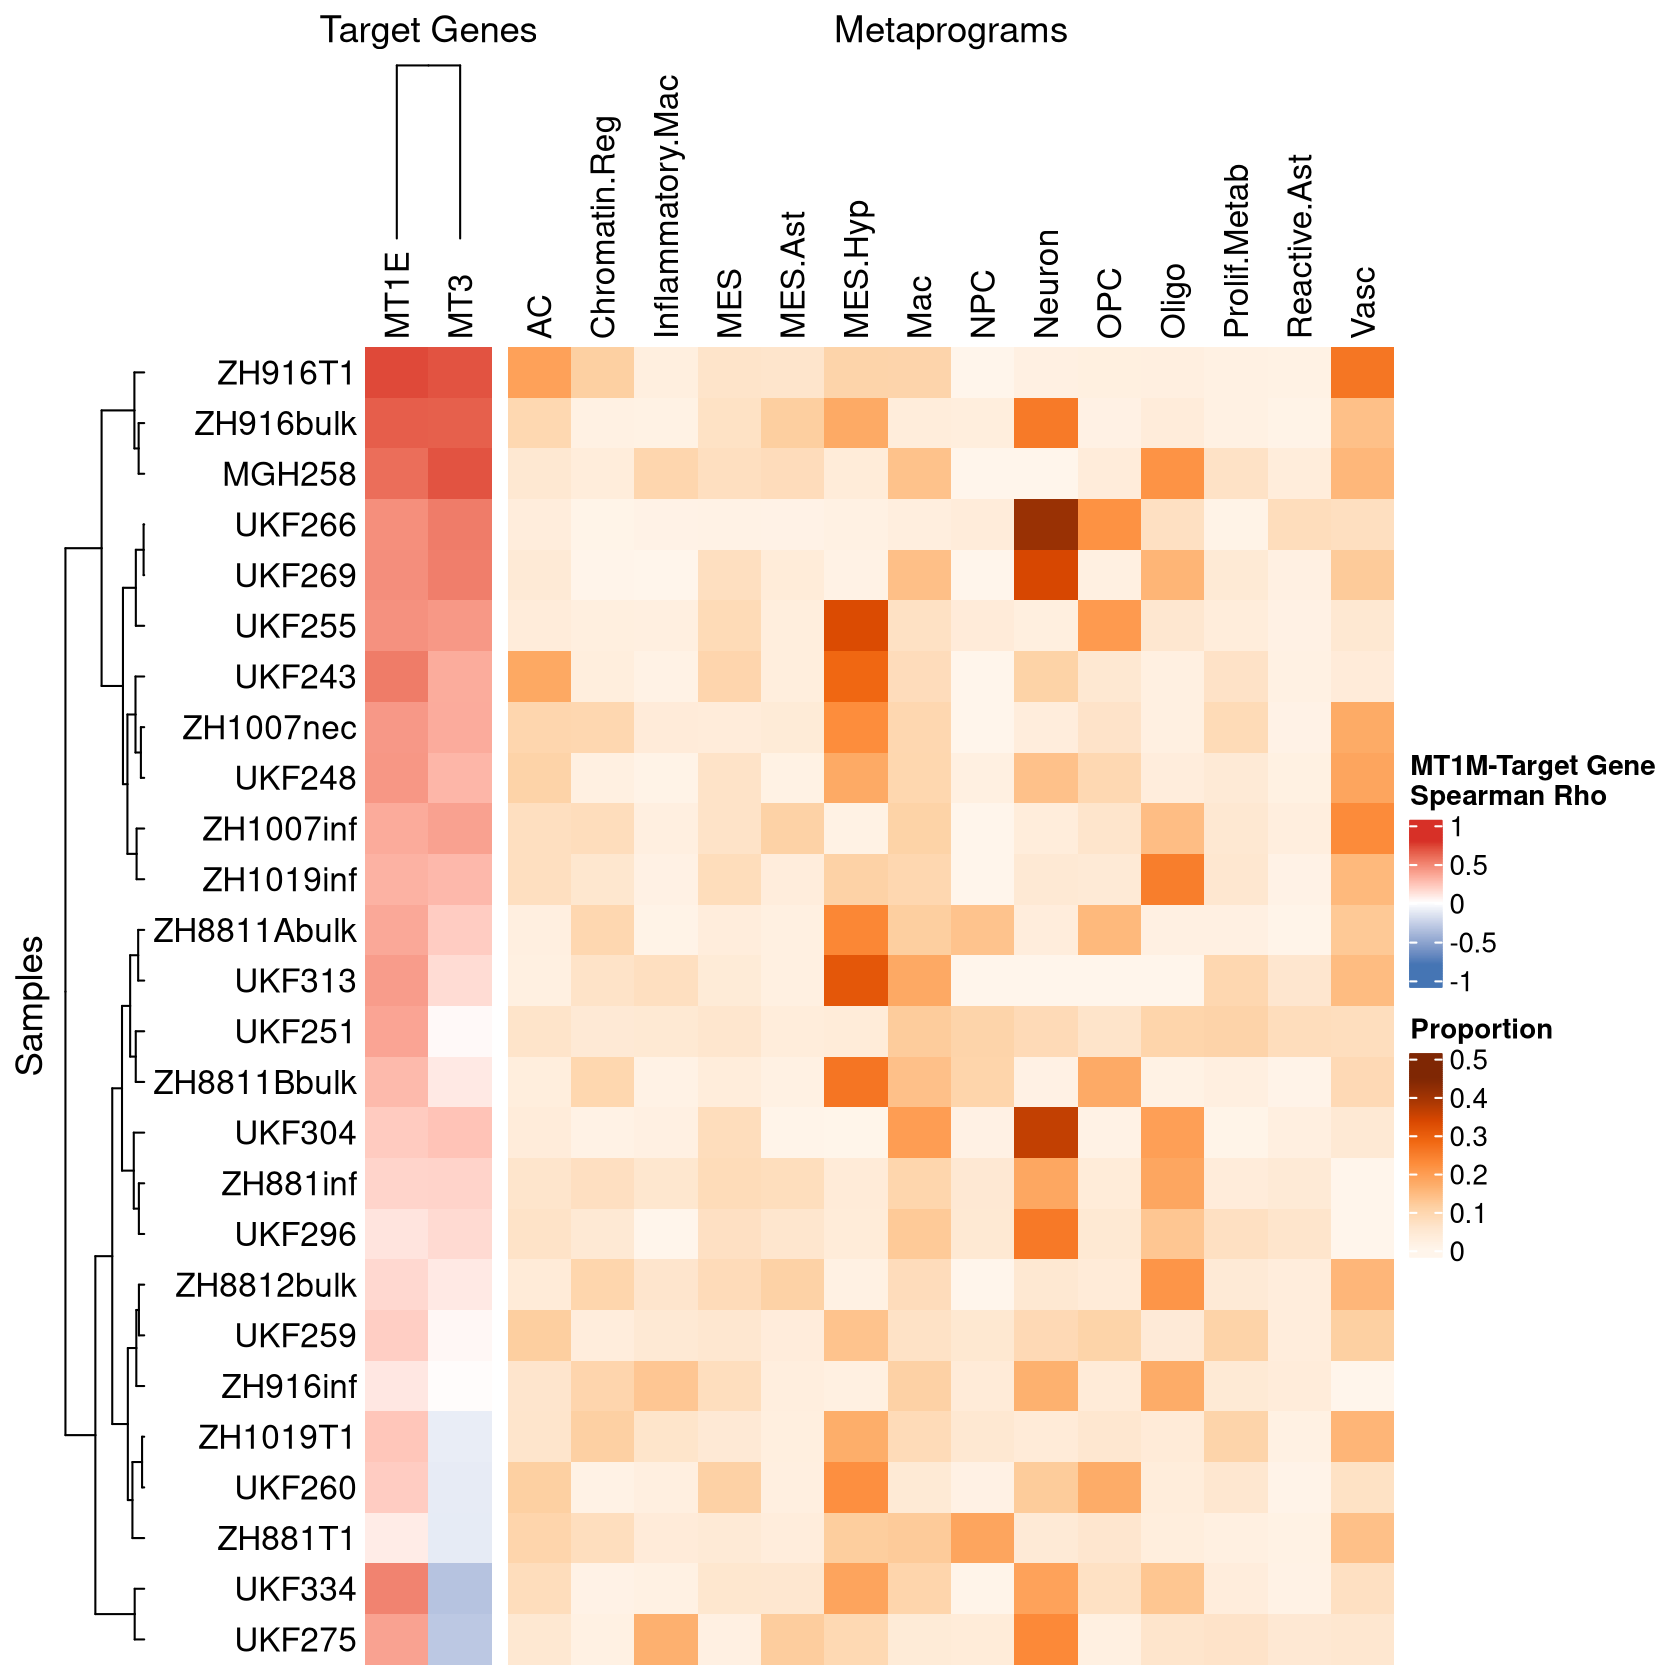 Target Genes
Metaprograms
MT1E
MT3
AC
Chromatin.Reg
Inflammatory.Mac
MES
MES.Ast
MES.Hyp
Mac
NPC
Neuron
OPC
Oligo
Prolif.Metab
Reactive.Ast
Vasc
Samples
ZH916T1
ZH916bulk
MGH258
UKF266
UKF269
UKF255
UKF243
ZH1007nec
UKF248
ZH1007inf
ZH1019inf
ZH8811Abulk
UKF313
UKF251
ZH8811Bbulk
UKF304
ZH881inf
UKF296
ZH8812bulk
UKF259
ZH916inf
ZH1019T1
UKF260
ZH881T1
UKF334
UKF275
MT1M-Target Gene
Spearman Rho
1
0.5
0
-0.5
-1
Proportion
0.5
0.4
0.3
0.2
0.1
0